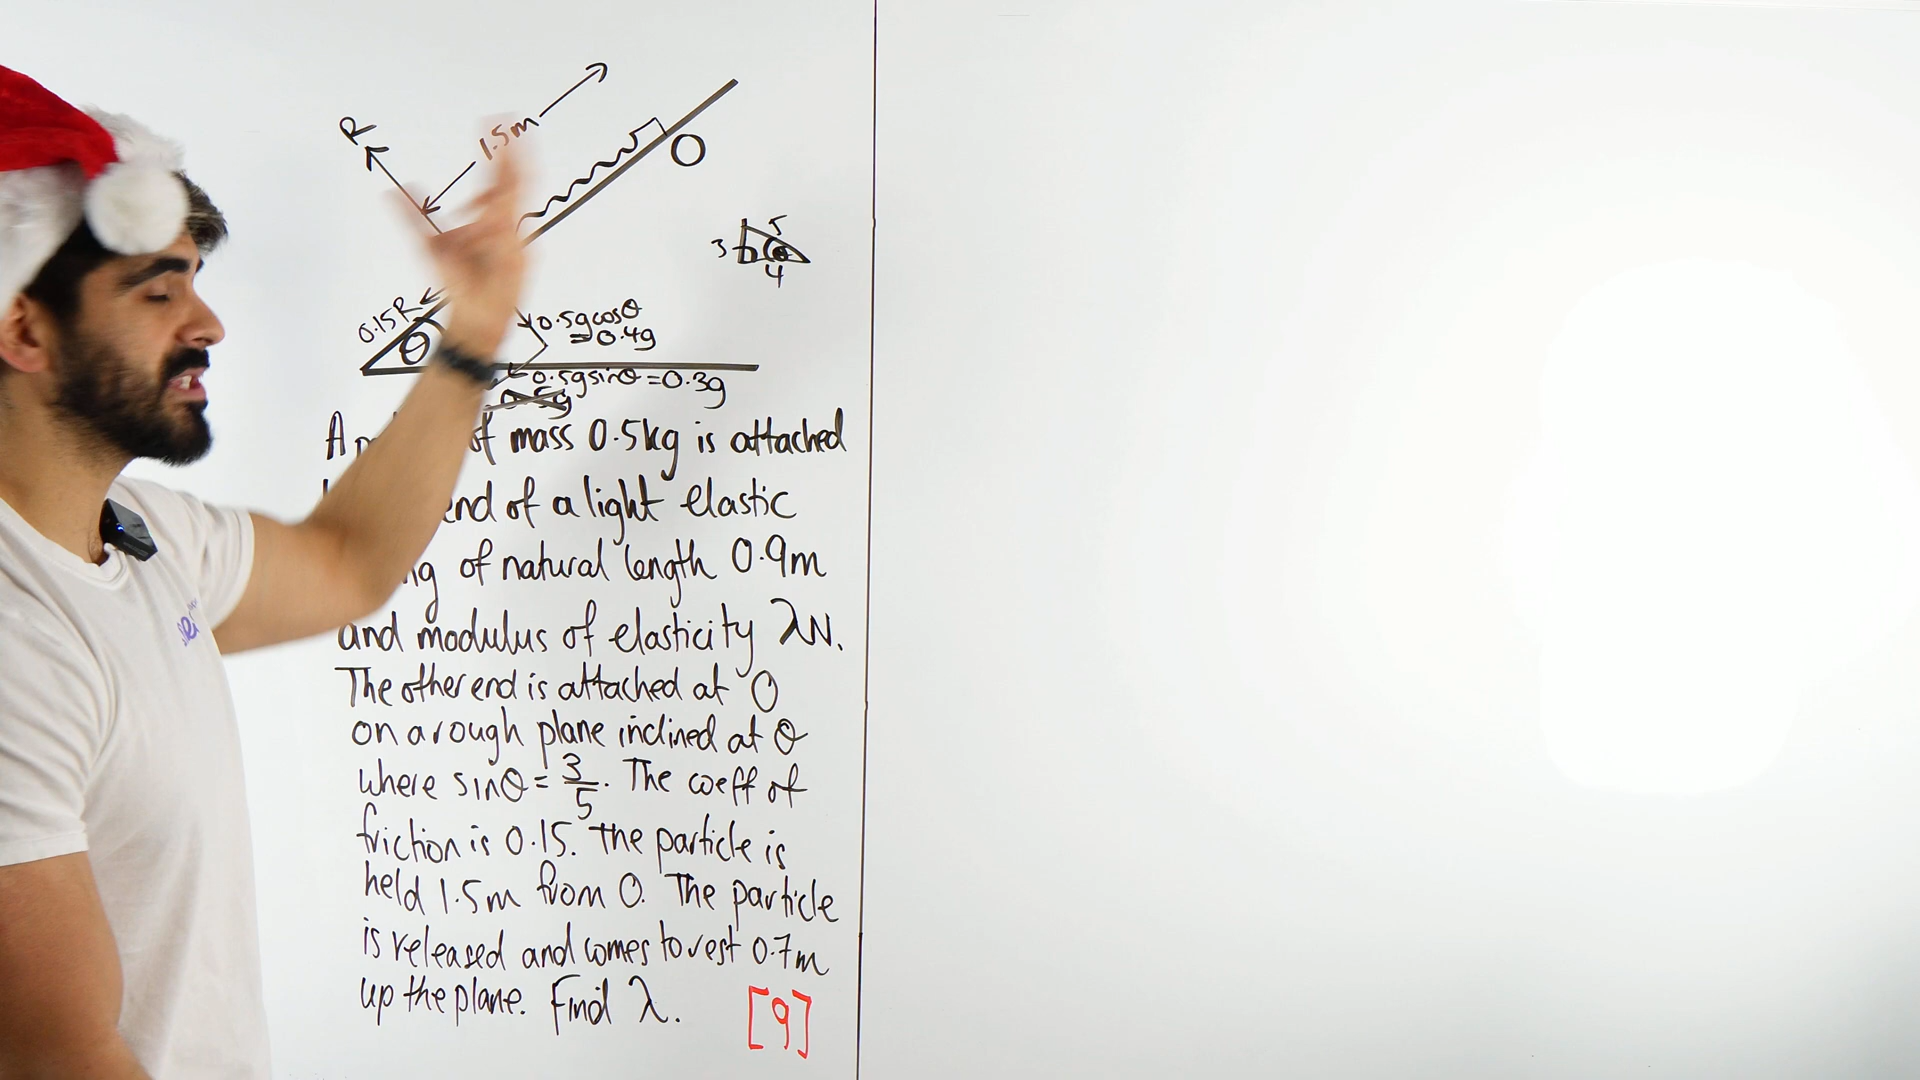 R
1.5m
O
3 5
4
0.15R
θ
0.5gcosθ
= 0.4g
0.5gsinθ = 0.3g
A of mass 0.5kg is attached
end of a light elastic
of natural length 0.9m
and modulus of elasticity λN.
The other end is attached at O
on a rough plane inclined at θ
where sinθ = 3/5. The coeff of
friction is 0.15. The particle is
held 1.5m from O. The particle
is released and comes to rest 0.7m
up the plane. Find λ.
[9]